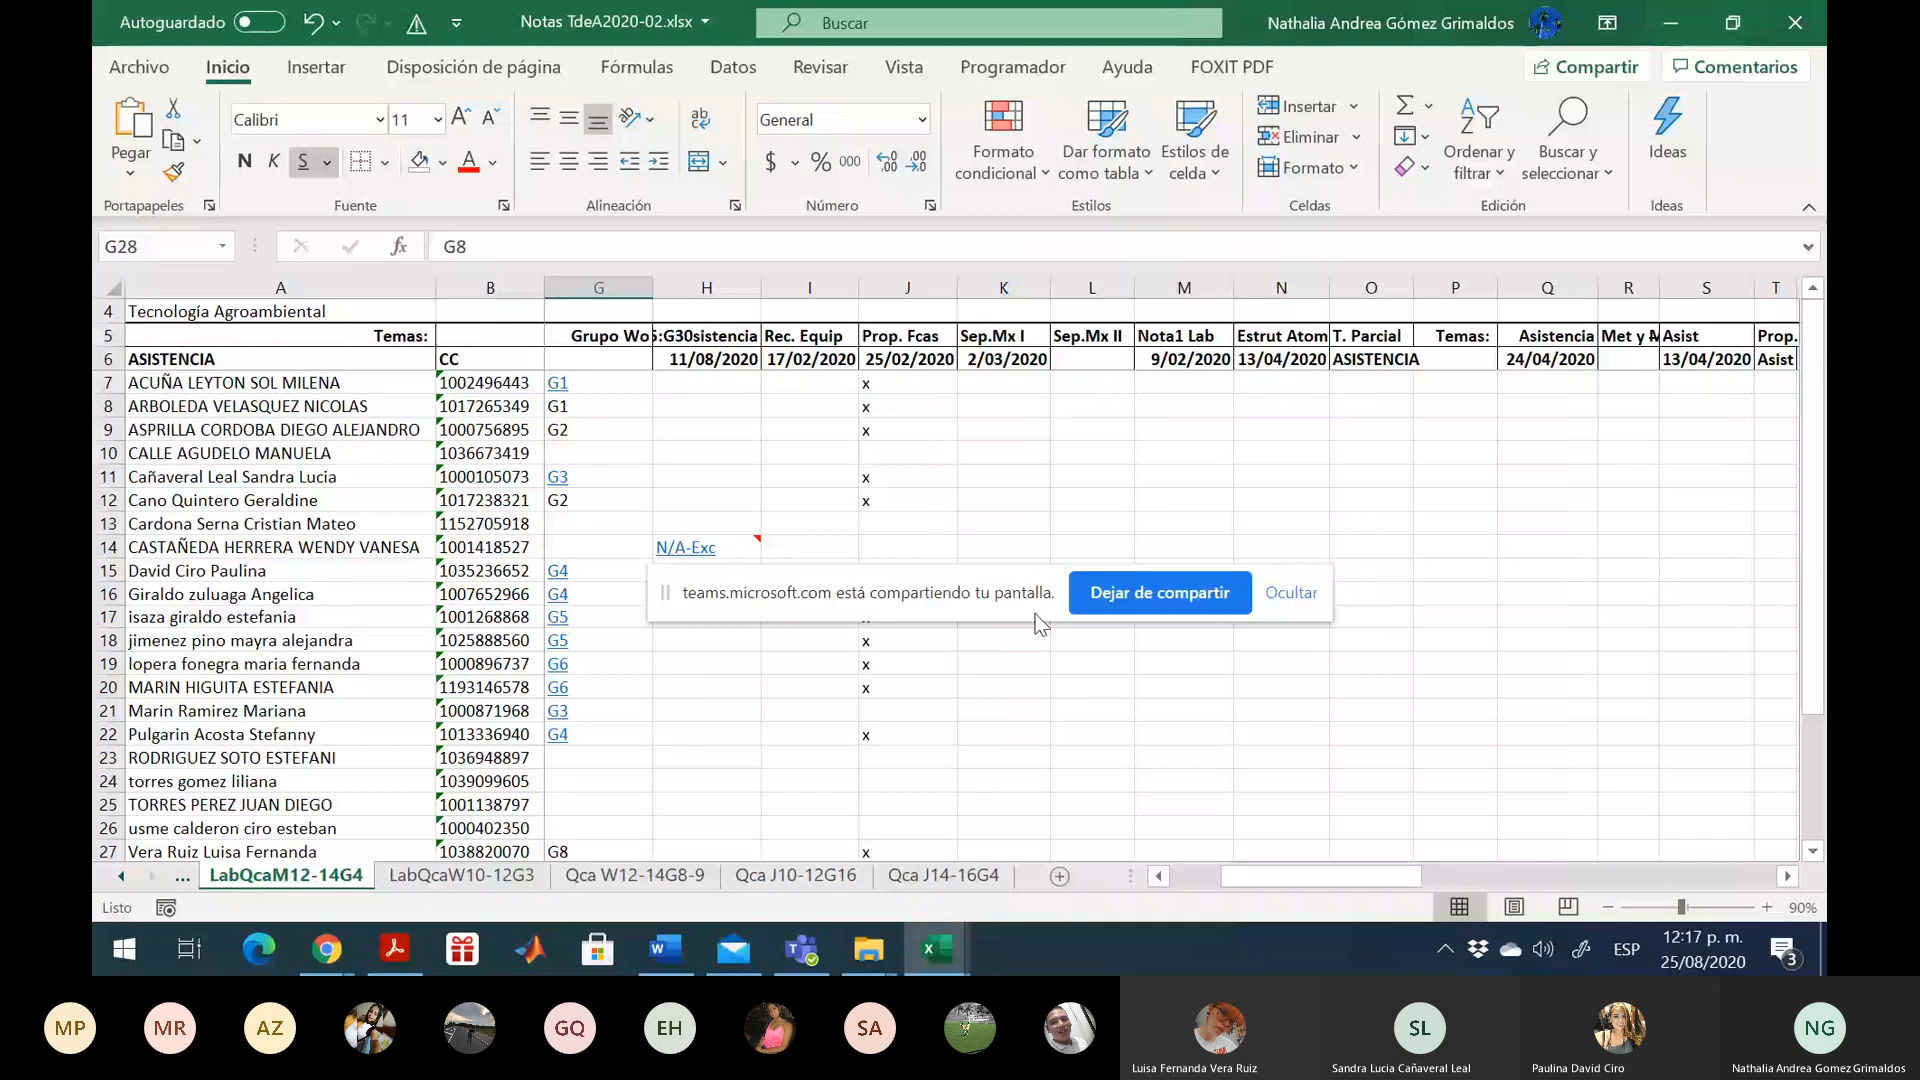 Autoguardado Notas TdeA2020-02.xlsx Buscar Nathalia Andrea Gómez Grimaldos
Archivo Inicio Insertar Disposición de página Fórmulas Datos Revisar Vista Programador Ayuda FOXIT PDF Compartir Comentarios
Pegar Calibri 11 General Insertar
N K S $ % 000 Eliminar
Formato condicional Dar formato como tabla Estilos de celda Formato Ordenar y filtrar Buscar y seleccionar Ideas
Portapapeles Fuente Alineación Número Estilos Celdas Edición Ideas
G28 fx G8
A B G H I J K L M N O P Q R S T
4 Tecnología Agroambiental
5 Temas: Grupo Wo :G30sistencia Rec. Equip Prop. Fcas Sep.Mx I Sep.Mx II Nota1 Lab Estrut Atom T. Parcial Temas: Asistencia Met y Asist Prop.
6 ASISTENCIA CC 11/08/2020 17/02/2020 25/02/2020 2/03/2020 9/02/2020 13/04/2020 ASISTENCIA 24/04/2020 13/04/2020 Asist
7 ACUÑA LEYTON SOL MILENA 1002496443 G1 x
8 ARBOLEDA VELASQUEZ NICOLAS 1017265349 G1 x
9 ASPRILLA CORDOBA DIEGO ALEJANDRO 1000756895 G2 x
10 CALLE AGUDELO MANUELA 1036673419
11 Cañaveral Leal Sandra Lucia 1000105073 G3 x
12 Cano Quintero Geraldine 1017238321 G2 x
13 Cardona Serna Cristian Mateo 1152705918
14 CASTAÑEDA HERRERA WENDY VANESA 1001418527 N/A-Exc
15 David Ciro Paulina 1035236652 G4
16 Giraldo zuluaga Angelica 1007652966 G4
teams.microsoft.com está compartiendo tu pantalla. Dejar de compartir Ocultar
17 isaza giraldo estefania 1001268868 G5
18 jimenez pino mayra alejandra 1025888560 G5 x
19 lopera fonegra maria fernanda 1000896737 G6 x
20 MARIN HIGUITA ESTEFANIA 1193146578 G6 x
21 Marin Ramirez Mariana 1000871968 G3
22 Pulgarin Acosta Stefanny 1013336940 G4 x
23 RODRIGUEZ SOTO ESTEFANI 1036948897
24 torres gomez liliana 1039099605
25 TORRES PEREZ JUAN DIEGO 1001138797
26 usme calderon ciro esteban 1000402350
27 Vera Ruiz Luisa Fernanda 1038820070 G8 x
... LabQcaM12-14G4 LabQcaW10-12G3 Qca W12-14G8-9 Qca J10-12G16 Qca J14-16G4
Listo 90%
ESP 12:17 p. m.
25/08/2020 3
MP MR AZ GQ EH SA SL NG
Luisa Fernanda Vera Ruiz Sandra Lucia Cañaveral Leal Paulina David Ciro Nathalia Andrea Gomez Grimaldos